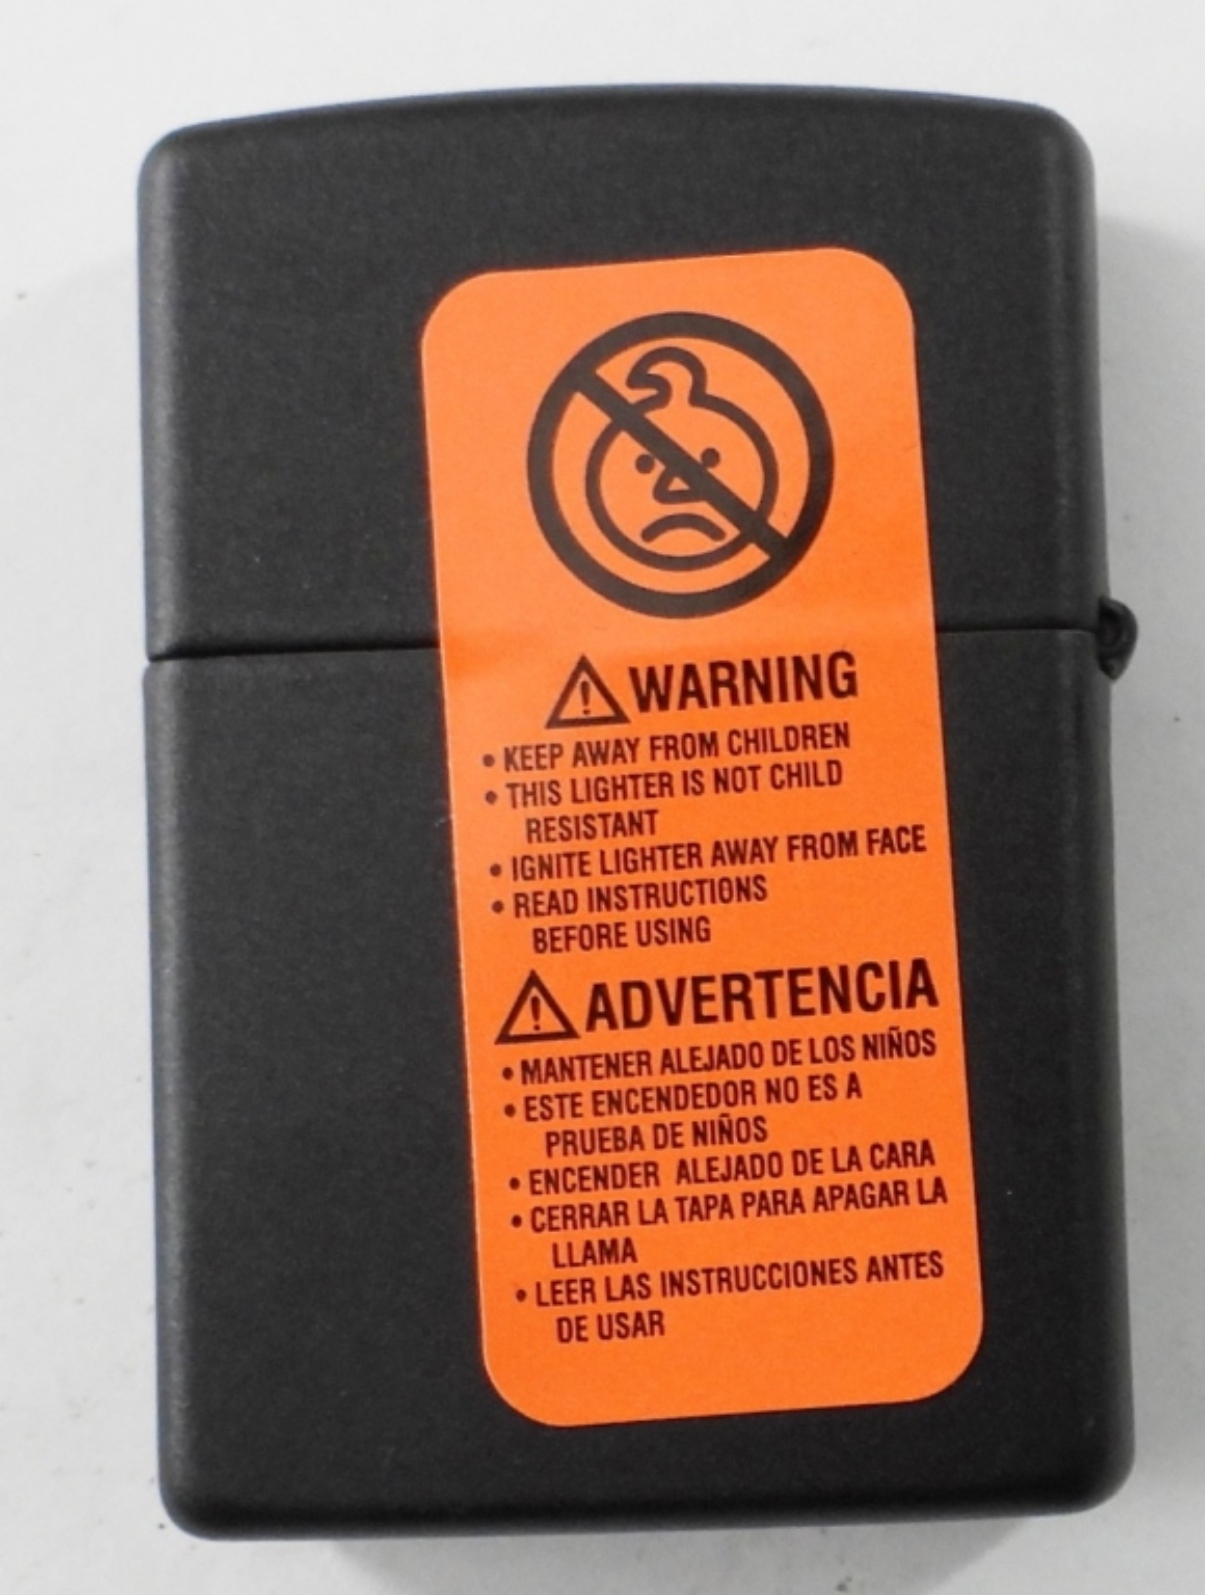 WARNING
• KEEP AWAY FROM CHILDREN
• THIS LIGHTER IS NOT CHILD
RESISTANT
• IGNITE LIGHTER AWAY FROM FACE
• READ INSTRUCTIONS
BEFORE USING
ADVERTENCIA
• MANTENER ALEJADO DE LOS NIÑOS
• ESTE ENCENDEDOR NO ES A
PRUEBA DE NIÑOS
• ENCENDER ALEJADO DE LA CARA
• CERRAR LA TAPA PARA APAGAR LA
LLAMA
• LEER LAS INSTRUCCIONES ANTES
DE USAR